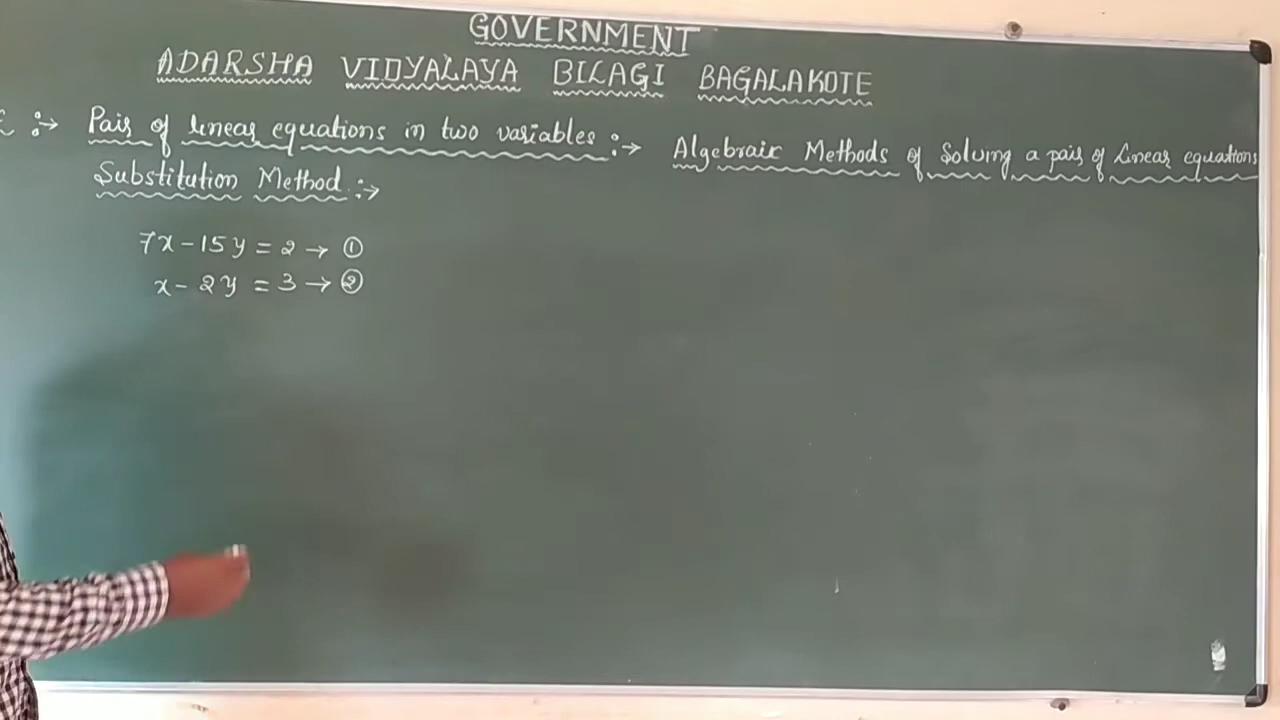 GOVERNMENT
ADARSHA VIDYALAYA BILAGI BAGALAKOTE
:→ Pair of linear equations in two variables :→ Algebraic Methods of Solving a pair of Linear equations
Substitution Method :→
7x - 15y = 2 → ①
x - 2y = 3 → ②